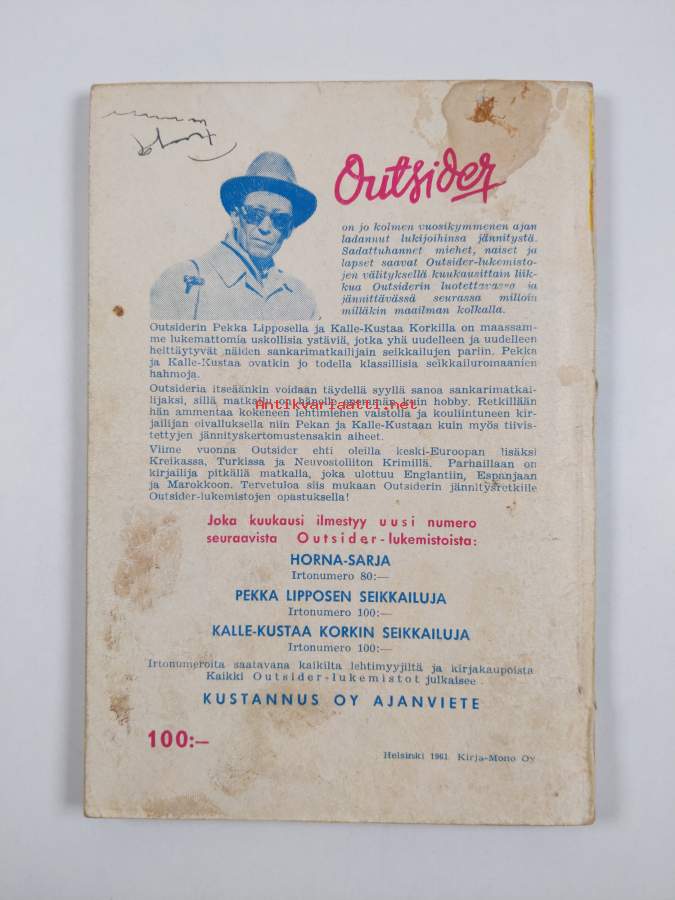 Outsider
on jo kolmen vuosikymmenen ajan
ladannut lukijoihinsa jännitystä.
Sadattuhannet miehet, naiset ja
lapset saavat Outsider-lukemisto-
jen välityksellä kuukausittain liik-
kua Outsiderin luotettavassa ja
jännittävässä seurassa milloin
milläkin maailman kolkalla.
Outsiderin Pekka Lipposella ja Kalle-Kustaa Korkilla on maassam-
me lukemattomia uskollisia ystäviä, jotka yhä uudelleen ja uudelleen
heittäytyvät näiden sankarimatkailijain seikkailujen pariin. Pekka
ja Kalle-Kustaa ovatkin jo todella klassillisia seikkailuromaanien
hahmoja.
Outsideria itseäänkin voidaan täydellä syyllä sanoa sankarimatkai-
lijaksi, sillä matkailu on hänelle enemmän kuin hobby. Retkillään
Antikvariaatti.net
hän ammentaa kokeneen lehtimiehen vaistolla ja kouliintuneen kir-
jailijan oivalluksella niin Pekan ja Kalle-Kustaan kuin myös tiivis-
tettyjen jännityskertomustensakin aiheet.
Viime vuonna Outsider ehti oleilla keski-Euroopan lisäksi
Kreikassa, Turkissa ja Neuvostoliiton Krimillä. Parhaillaan on
kirjailija pitkällä matkalla, joka ulottuu Englantiin, Espanjaan
ja Marokkoon. Tervetuloa siis mukaan Outsiderin jännitysretkille
Outsider-lukemistojen opastuksella!
Joka kuukausi ilmestyy uusi numero
seuraavista Outsider-lukemistoista:
HORNA-SARJA
Irtonumero 80:—
PEKKA LIPPOSEN SEIKKAILUJA
Irtonumero 100:—
KALLE-KUSTAA KORKIN SEIKKAILUJA
Irtonumero 100:—
Irtonumeroita saatavana kaikilta lehtimyyjiltä ja kirjakaupoista
Kaikki Outsider-lukemistot julkaisee
KUSTANNUS OY AJANVIETE
100:—
Helsinki 1961. Kirja-Mono Oy